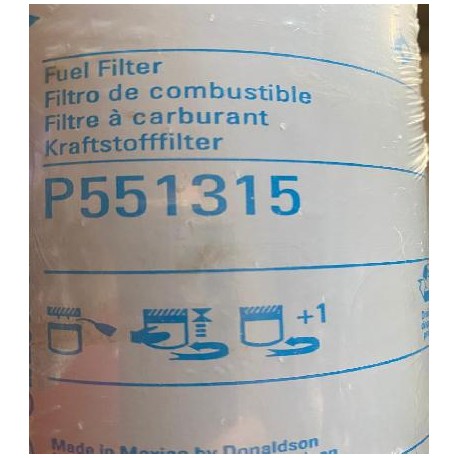 Fuel Filter
Filtro de combustible
Filtre à carburant
Kraftstofffilter
P551315
+1
Made in Mexico by Donaldson